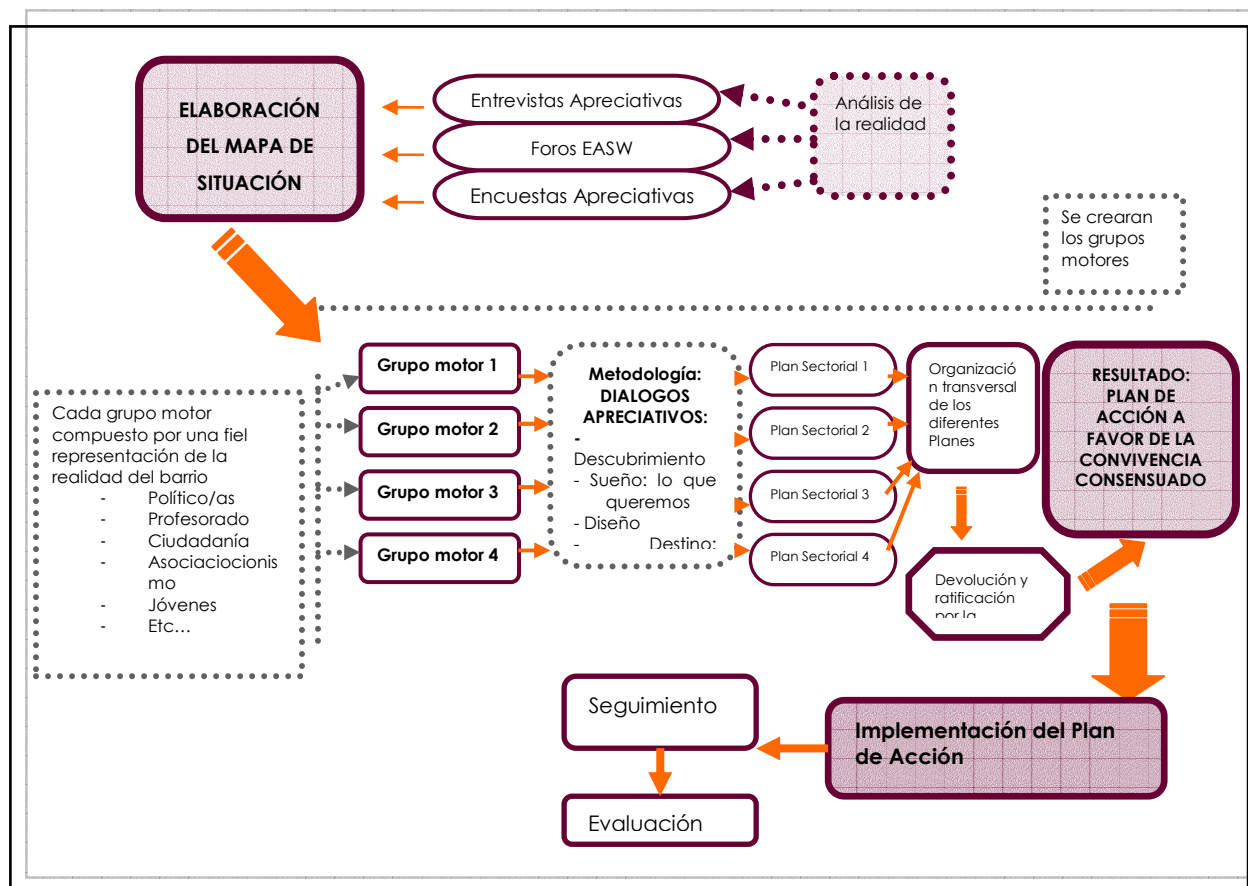 ELABORACIÓN
DEL MAPA DE
SITUACIÓN
Entrevistas Apreciativas
Foros EASW
Encuestas Apreciativas
Análisis de
la realidad
Se crearan
los grupos
motores
Cada grupo motor
compuesto por una fiel
representación de la
realidad del barrio
- Político/as
- Profesorado
- Ciudadanía
- Asociaciocionis
mo
- Jóvenes
- Etc...
Grupo motor 1
Grupo motor 2
Grupo motor 3
Grupo motor 4
Metodología:
DIALOGOS
APRECIATIVOS:
-
Descubrimiento
- Sueño: lo que
queremos
- Diseño
- Destino:
Plan Sectorial 1
Plan Sectorial 2
Plan Sectorial 3
Plan Sectorial 4
Organizació
n transversal
de los
diferentes
Planes
Devolución y
ratificación
por la
RESULTADO:
PLAN DE
ACCIÓN A
FAVOR DE LA
CONVIVENCIA
CONSENSUADO
Implementación del Plan
de Acción
Seguimiento
Evaluación